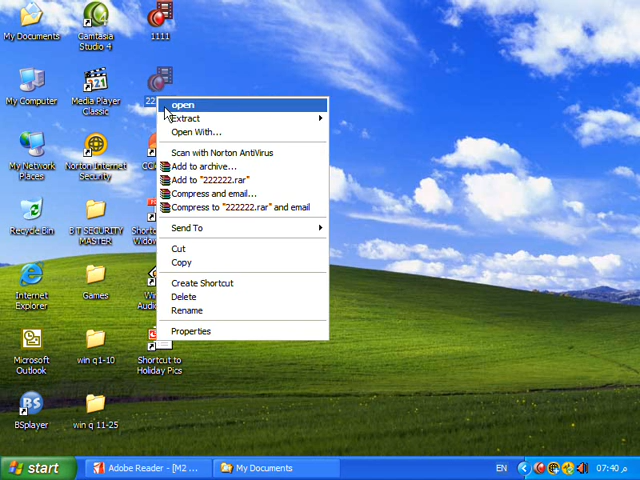 My Documents
Camtasia
Studio 4
1111
My Computer
Media Player
Classic
My Network
Places
Norton Internet
Security
Recycle Bin
BIT SECURITY
MASTER
Shortcut
Internet
Explorer
Games
Microsoft
Outlook
win q1-10
Shortcut to
Holiday Pics
BSplayer
win q 11-25
open
Extract
Open With...
Scan with Norton AntiVirus
Add to archive...
Add to "222222.rar"
Compress and email...
Compress to "222222.rar" and email
Send To
Cut
Copy
Create Shortcut
Delete
Rename
Properties
start
Adobe Reader - [M2 ...
My Documents
EN
07:40 م